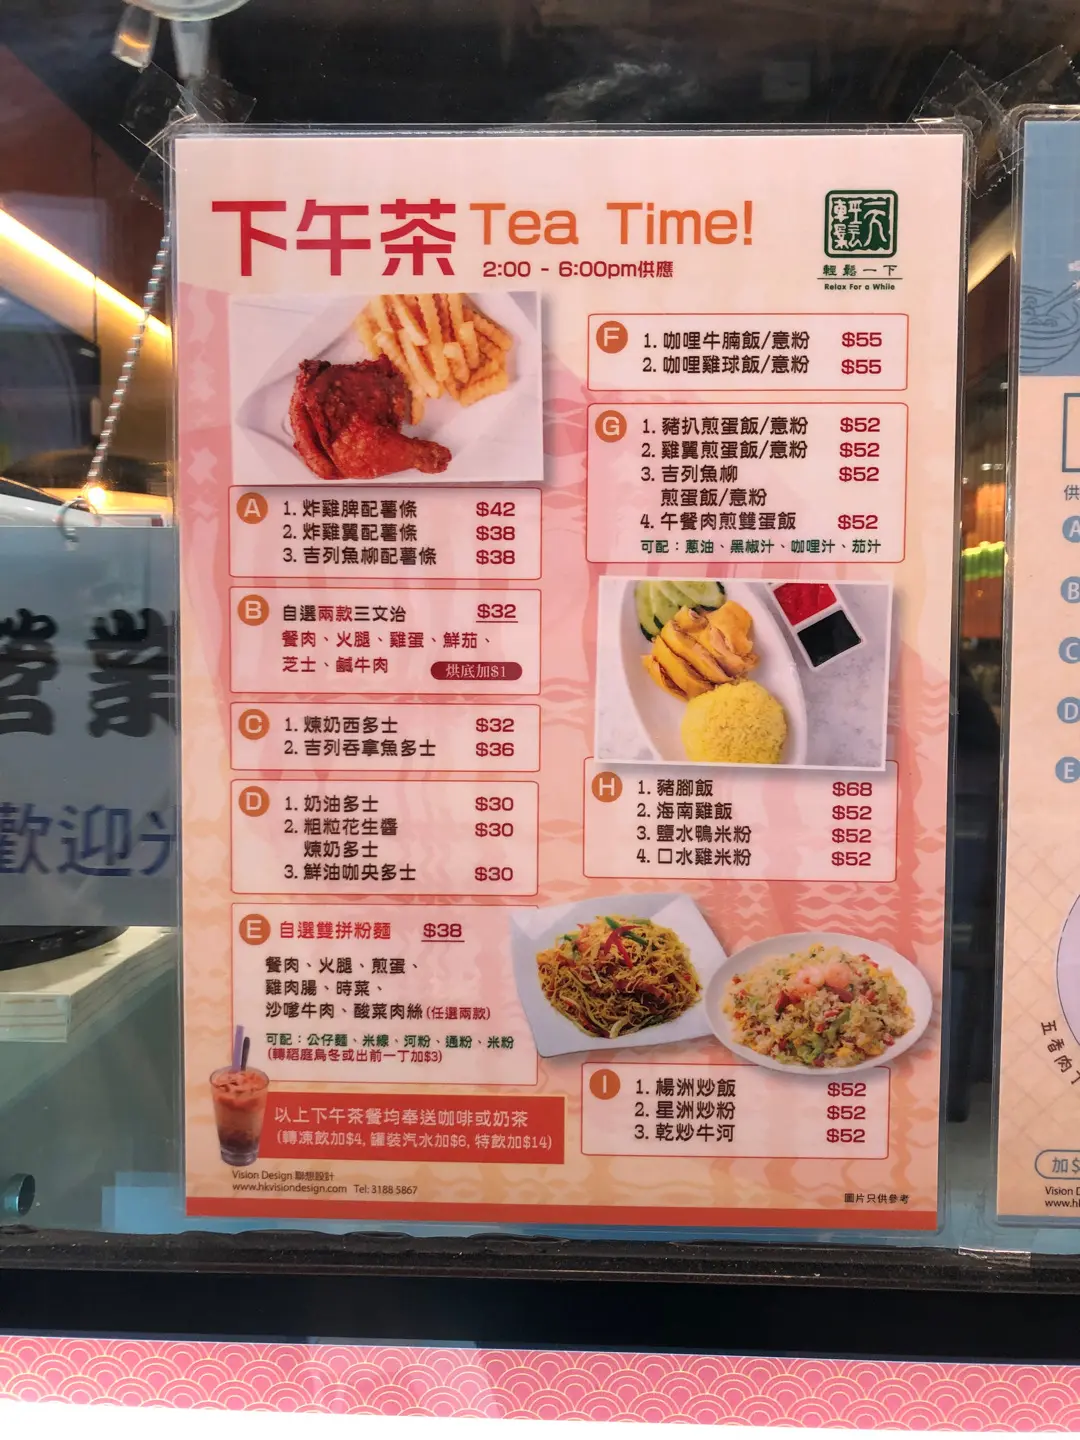 下午茶 Tea Time!
2:00 - 6:00pm供應
輕鬆一下
輕鬆一下
Relax For a While
A 1. 炸雞脾配薯條 $42
2. 炸雞翼配薯條 $38
3. 吉列魚柳配薯條 $38
B 自選兩款三文治 $32
餐肉、火腿、雞蛋、鮮茄、
芝士、鹹牛肉 烘底加$1
C 1. 煉奶西多士 $32
2. 吉列吞拿魚多士 $36
D 1. 奶油多士 $30
2. 粗粒花生醬 $30
煉奶多士
3. 鮮油咖央多士 $30
E 自選雙拼粉麵 $38
餐肉、火腿、煎蛋、
雞肉腸、時菜、
沙嗲牛肉、酸菜肉絲(任選兩款)
可配：公仔麵、米線、河粉、通粉、米粉
(轉稻庭烏冬或出前一丁加$3)
以上下午茶餐均奉送咖啡或奶茶
(轉凍飲加$4, 罐裝汽水加$6, 特飲加$14)
Vision Design 聯想設計
www.hkvisiondesign.com Tel: 3188 5867
F 1. 咖哩牛腩飯/意粉 $55
2. 咖哩雞球飯/意粉 $55
G 1. 豬扒煎蛋飯/意粉 $52
2. 雞翼煎蛋飯/意粉 $52
3. 吉列魚柳 $52
煎蛋飯/意粉
4. 午餐肉煎雙蛋飯 $52
可配：蔥油、黑椒汁、咖哩汁、茄汁
H 1. 豬腳飯 $68
2. 海南雞飯 $52
3. 鹽水鴨米粉 $52
4. 口水雞米粉 $52
I 1. 楊洲炒飯 $52
2. 星洲炒粉 $52
3. 乾炒牛河 $52
圖片只供參考
營業
歡迎光
供
A
B
C
D
E
五香肉丁
加$
Vision D
www.hk